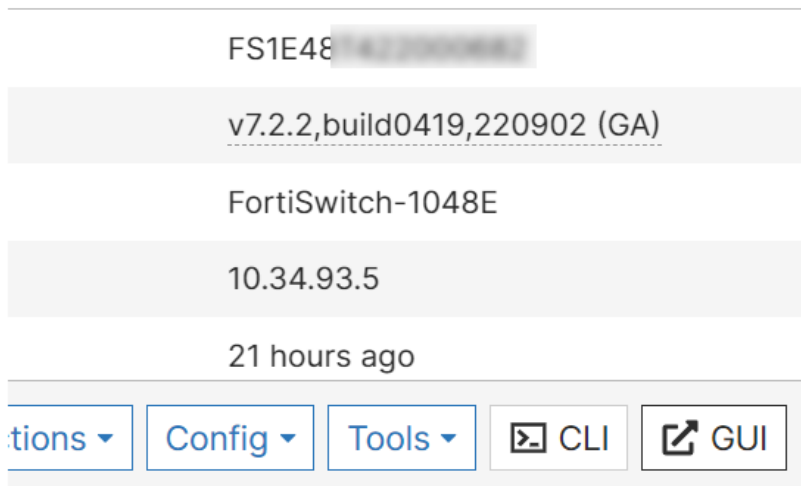 FS1E48
v7.2.2,build0419,220902 (GA)
FortiSwitch-1048E
10.34.93.5
21 hours ago
tions Config Tools CLI GUI